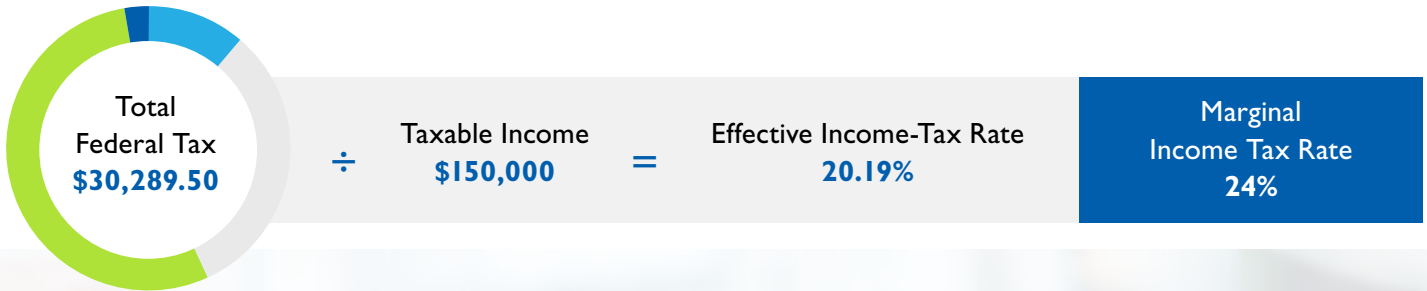 Total
Federal Tax
$30,289.50
÷
Taxable Income
$150,000
=
Effective Income-Tax Rate
20.19%
Marginal
Income Tax Rate
24%